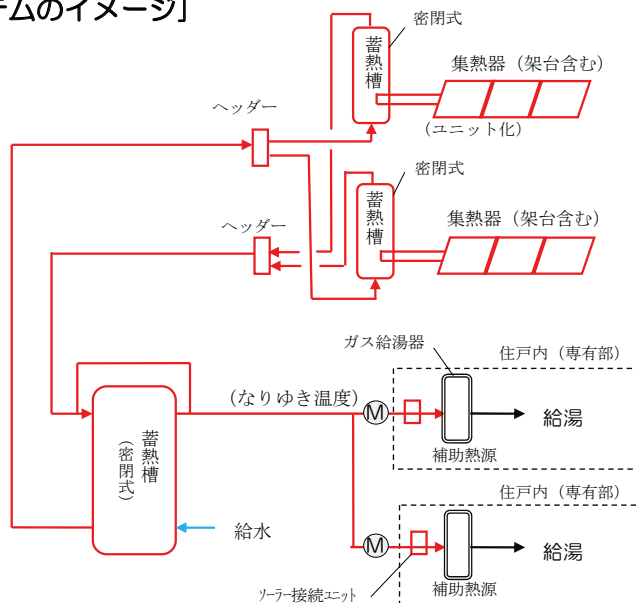 テムのイメージ］
密閉式
蓄熱槽
集熱器（架台含む）
（ユニット化）
ヘッダー
密閉式
蓄熱槽
集熱器（架台含む）
ヘッダー
ガス給湯器
住戸内（専有部）
（なりゆき温度）
M
給湯
補助熱源
蓄熱槽
（密閉式）
給水
住戸内（専有部）
M
給湯
補助熱源
ソーラー接続ユニット